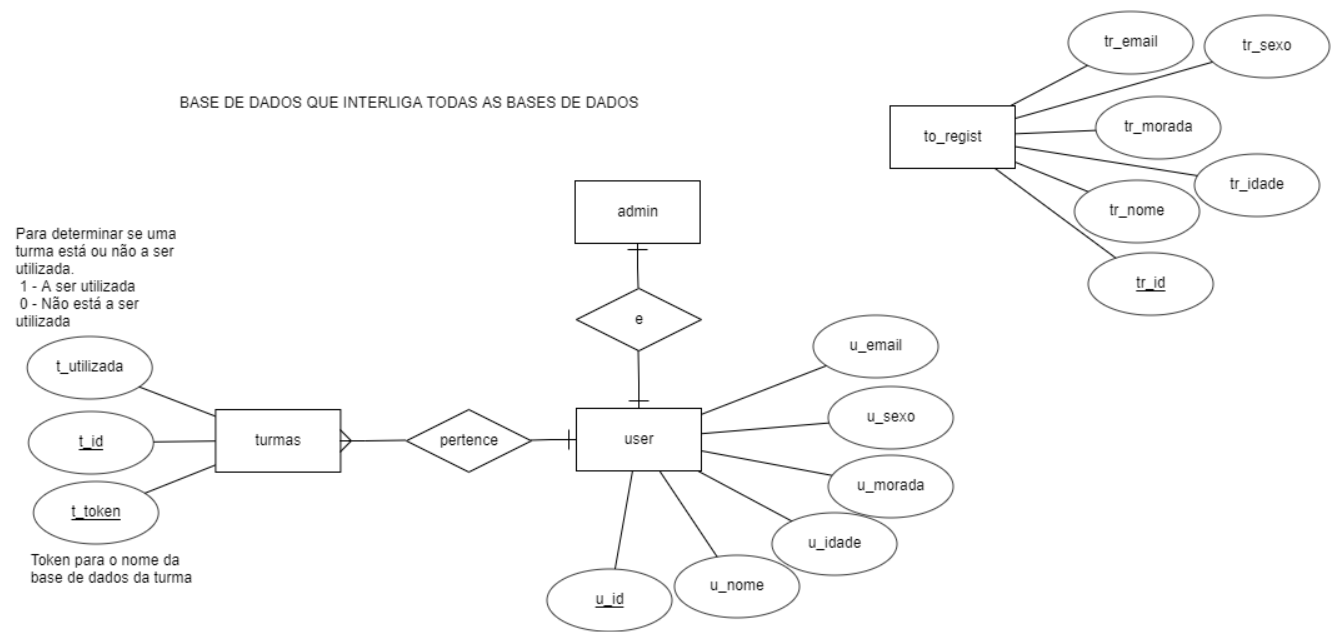 BASE DE DADOS QUE INTERLIGA TODAS AS BASES DE DADOS
tr_email
tr_sexo
to_regist
tr_morada
tr_idade
tr_nome
tr_id
admin
e
Para determinar se uma
turma está ou não a ser
utilizada.
1 - A ser utilizada
0 - Não está a ser
utilizada
t_utilizada
t_id
t_token
turmas
pertence
user
Token para o nome da
base de dados da turma
u_email
u_sexo
u_morada
u_idade
u_nome
u_id